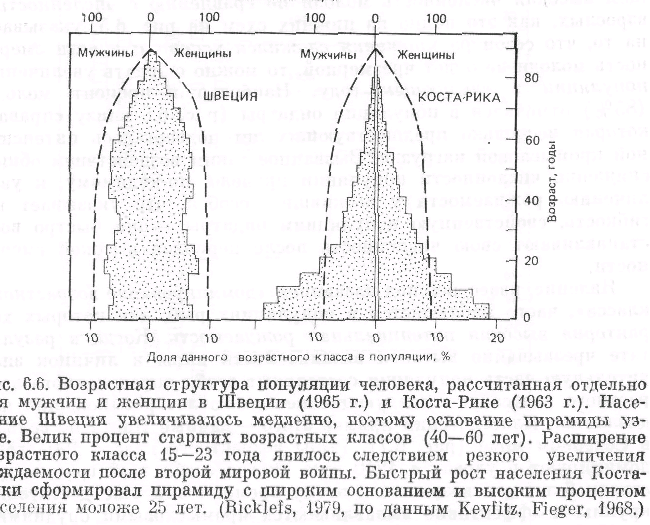 100 0 100 100 0 100
Мужчины Женщины Мужчины Женщины
80
ШВЕЦИЯ КОСТА-РИКА
60
40
Возраст, годы
20
0
10 0 10 10 0 10 20
Доля данного возрастного класса в популяции, %
с. 6.6. Возрастная структура популяции человека, рассчитанная отдельно
я мужчин и женщин в Швеции (1965 г.) и Коста-Рике (1963 г.). Насе-
ние Швеции увеличивалось медленно, поэтому основание пирамиды уз-
е. Велик процент старших возрастных классов (40—60 лет). Расширение
зрастного класса 15—23 года явилось следствием резкого увеличения
ждаемости после второй мировой войны. Быстрый рост населения Коста-
ки сформировал пирамиду с широким основанием и высоким процентом
селения моложе 25 лет. (Ricklefs, 1979, по данным Keyfitz, Fieger, 1968.)